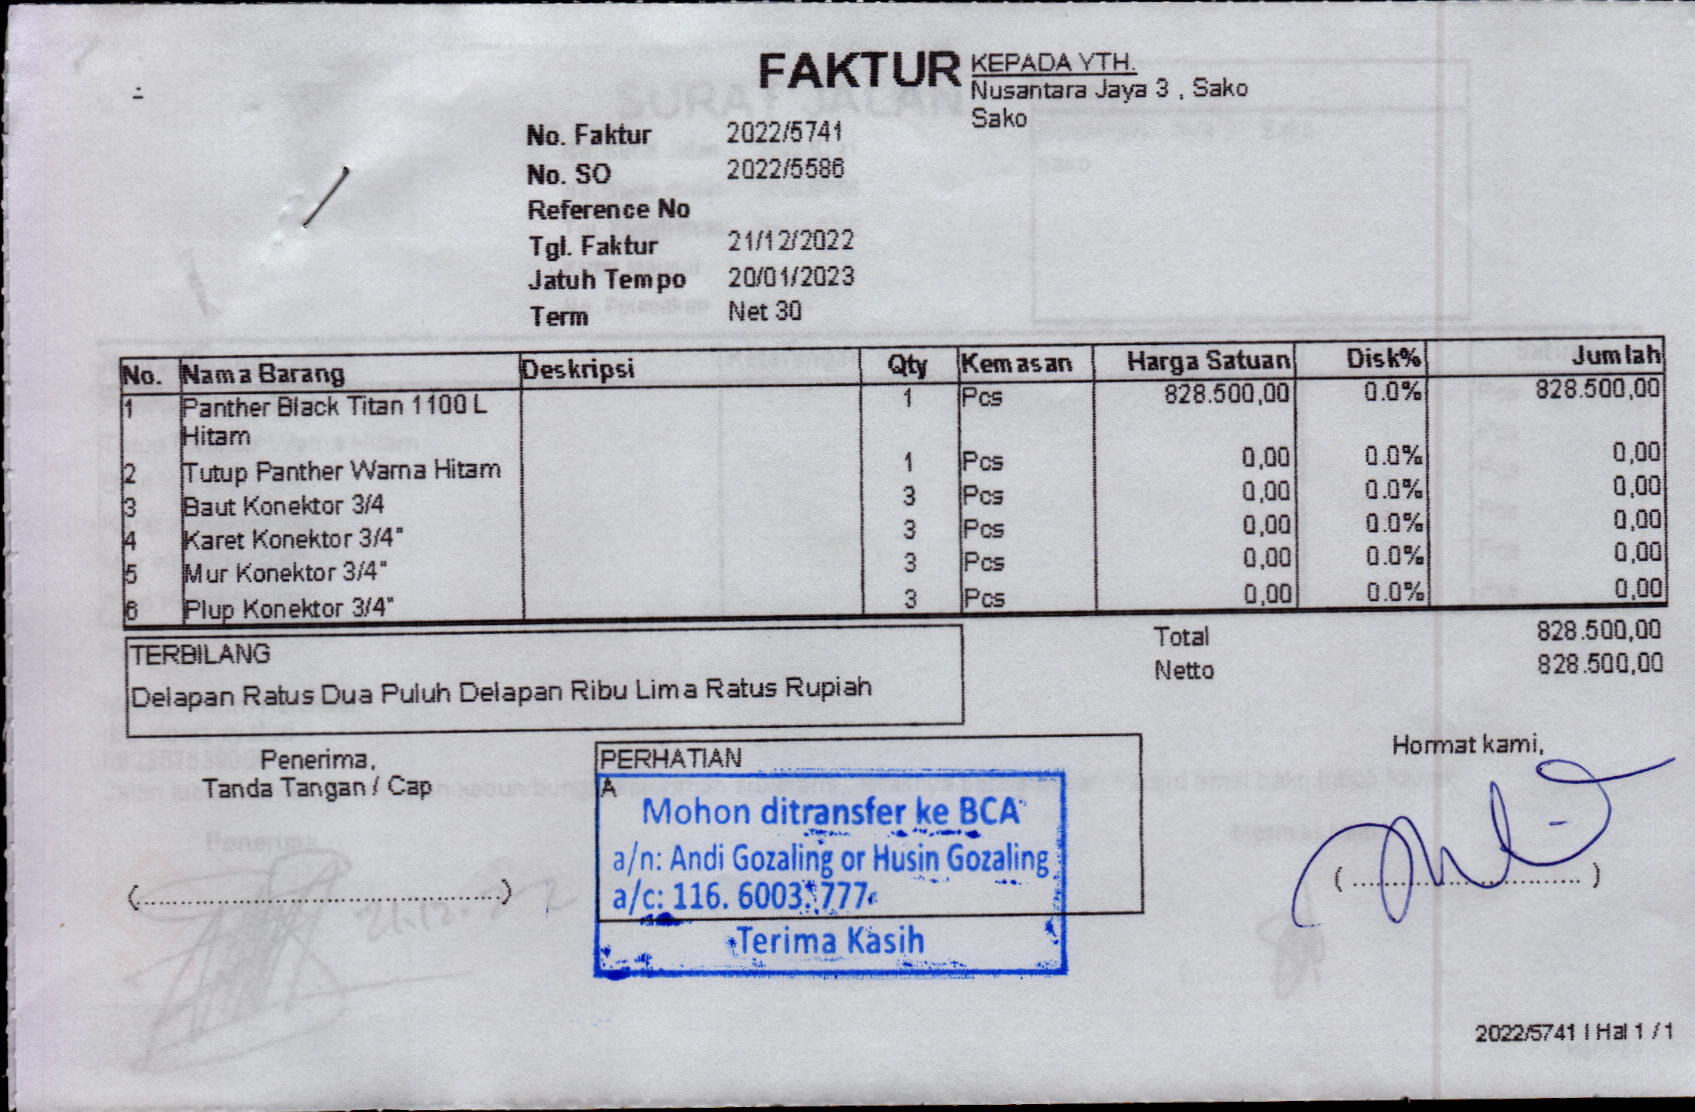 FAKTUR
KEPADA YTH.
Nusantara Jaya 3 , Sako
Sako
No. Faktur 2022/5741
No. SO 2022/5586
Reference No
Tgl. Faktur 21/12/2022
Jatuh Tempo 20/01/2023
Term Net 30
No. Nama Barang Deskripsi Qty Kemasan Harga Satuan Disk% Jumlah
1 Panther Black Titan 1100 L 1 Pcs 828.500,00 0.0% 828.500,00
Hitam
2 Tutup Panther Warna Hitam 1 Pcs 0,00 0.0% 0,00
3 Baut Konektor 3/4 3 Pcs 0,00 0.0% 0,00
4 Karet Konektor 3/4" 3 Pcs 0,00 0.0% 0,00
5 Mur Konektor 3/4" 3 Pcs 0,00 0.0% 0,00
6 Plup Konektor 3/4" 3 Pcs 0,00 0.0% 0,00
Total 828.500,00
Netto 828.500,00
TERBILANG
Delapan Ratus Dua Puluh Delapan Ribu Lima Ratus Rupiah
Penerima,
Tanda Tangan / Cap
(....................................................)
21.12.22
PERHATIAN
A
Mohon ditransfer ke BCA
a/n: Andi Gozaling or Husin Gozaling
a/c: 116. 6003.777
Terima Kasih
Hormat kami,
( .................................... )
2022/5741 I Hal 1 / 1